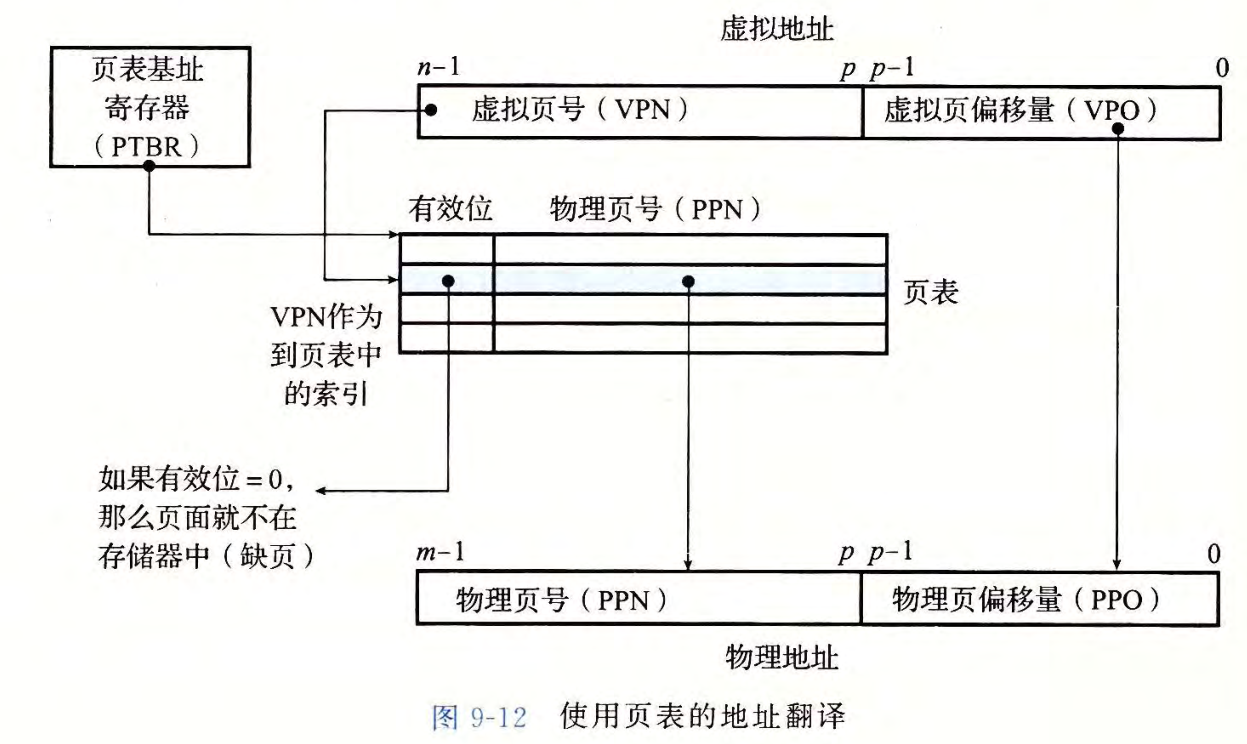 虚拟地址
页表基址
寄存器
（PTBR）
n-1 p p-1 0
虚拟页号（VPN） 虚拟页偏移量（VPO）
有效位 物理页号（PPN）
页表
VPN作为
到页表中
的索引
如果有效位=0，
那么页面就不在
存储器中（缺页）
m-1 p p-1 0
物理页号（PPN） 物理页偏移量（PPO）
物理地址
图 9-12 使用页表的地址翻译